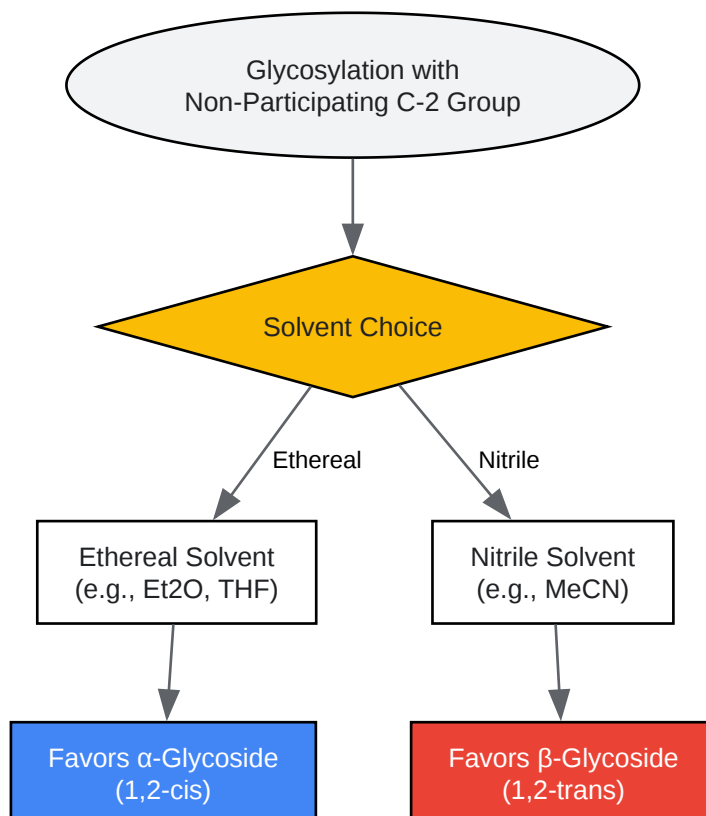 Glycosylation with
Non-Participating C-2 Group
Solvent Choice
Ethereal
Nitrile
Ethereal Solvent
(e.g., Et2O, THF)
Nitrile Solvent
(e.g., MeCN)
Favors α-Glycoside
(1,2-cis)
Favors β-Glycoside
(1,2-trans)